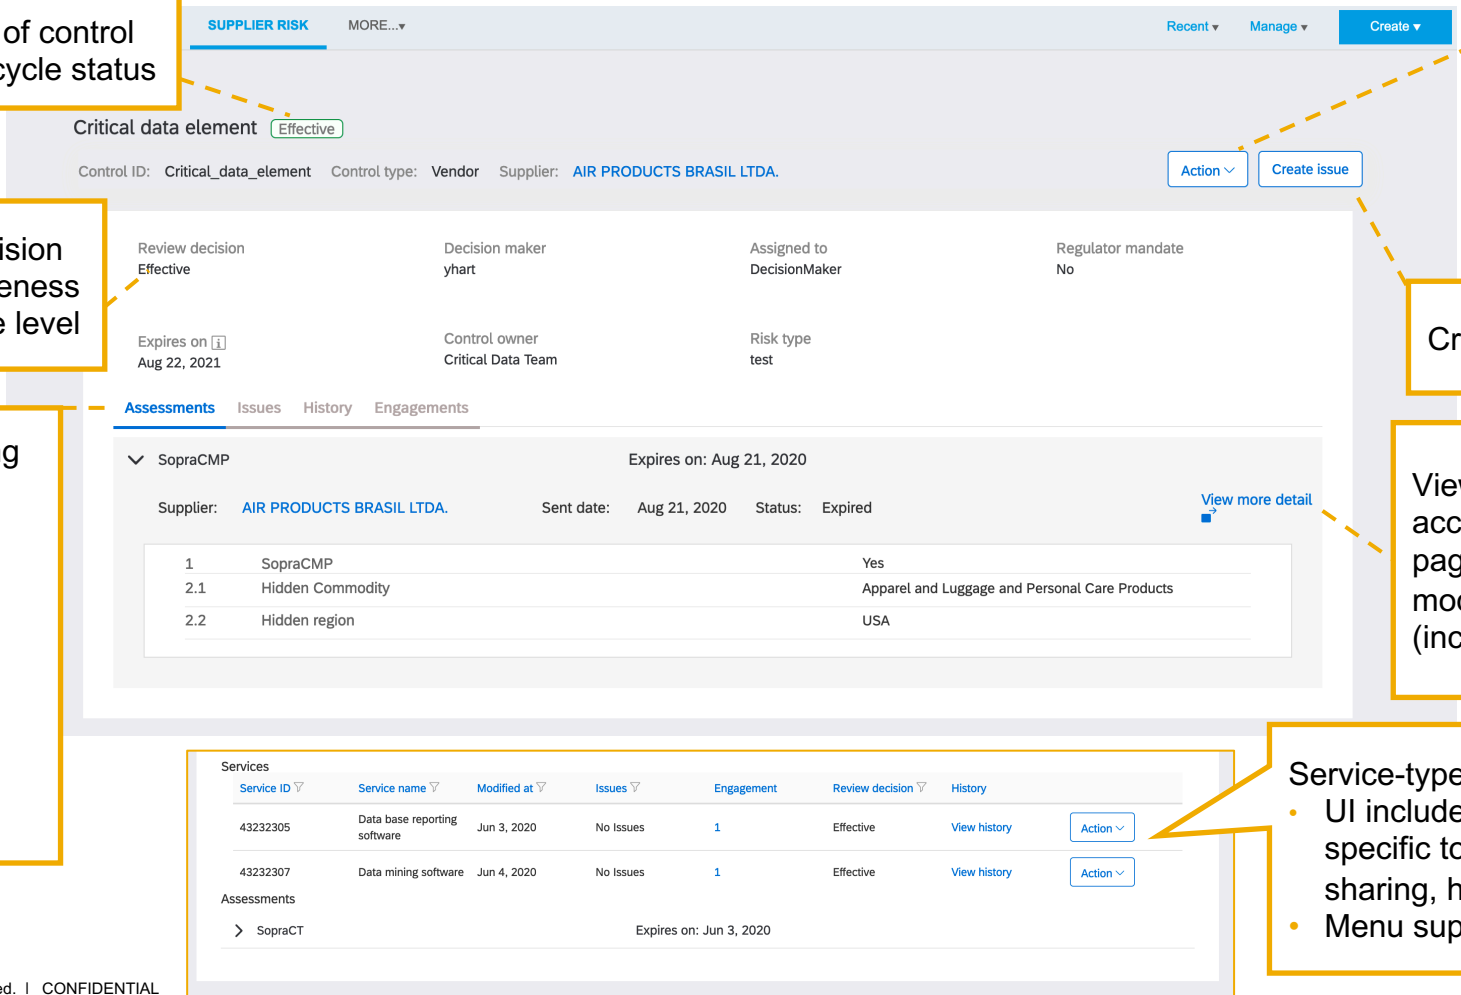 of control
cycle status
SUPPLIER RISK MORE... Recent Manage Create
Critical data element Effective
Control ID: Critical_data_element Control type: Vendor Supplier: AIR PRODUCTS BRASIL LTDA. Action Create issue
Review decision Decision maker Assigned to Regulator mandate
Effective yhart DecisionMaker No
level
Expires on i Control owner Risk type
Aug 22, 2021 Critical Data Team test
Assessments Issues History Engagements
SopraCMP Expires on: Aug 21, 2020
Supplier: AIR PRODUCTS BRASIL LTDA. Sent date: Aug 21, 2020 Status: Expired View more detail
1 SopraCMP Yes
2.1 Hidden Commodity Apparel and Luggage and Personal Care Products
2.2 Hidden region USA
Services
Service ID Service name Modified at Issues Engagement Review decision History
43232305 Data base reporting software Jun 3, 2020 No Issues 1 Effective View history Action
43232307 Data mining software Jun 4, 2020 No Issues 1 Effective View history Action
Assessments
SopraCT Expires on: Jun 3, 2020
Service-type
• UI include
specific to
sharing, h
• Menu sup
ed. | CONFIDENTIAL